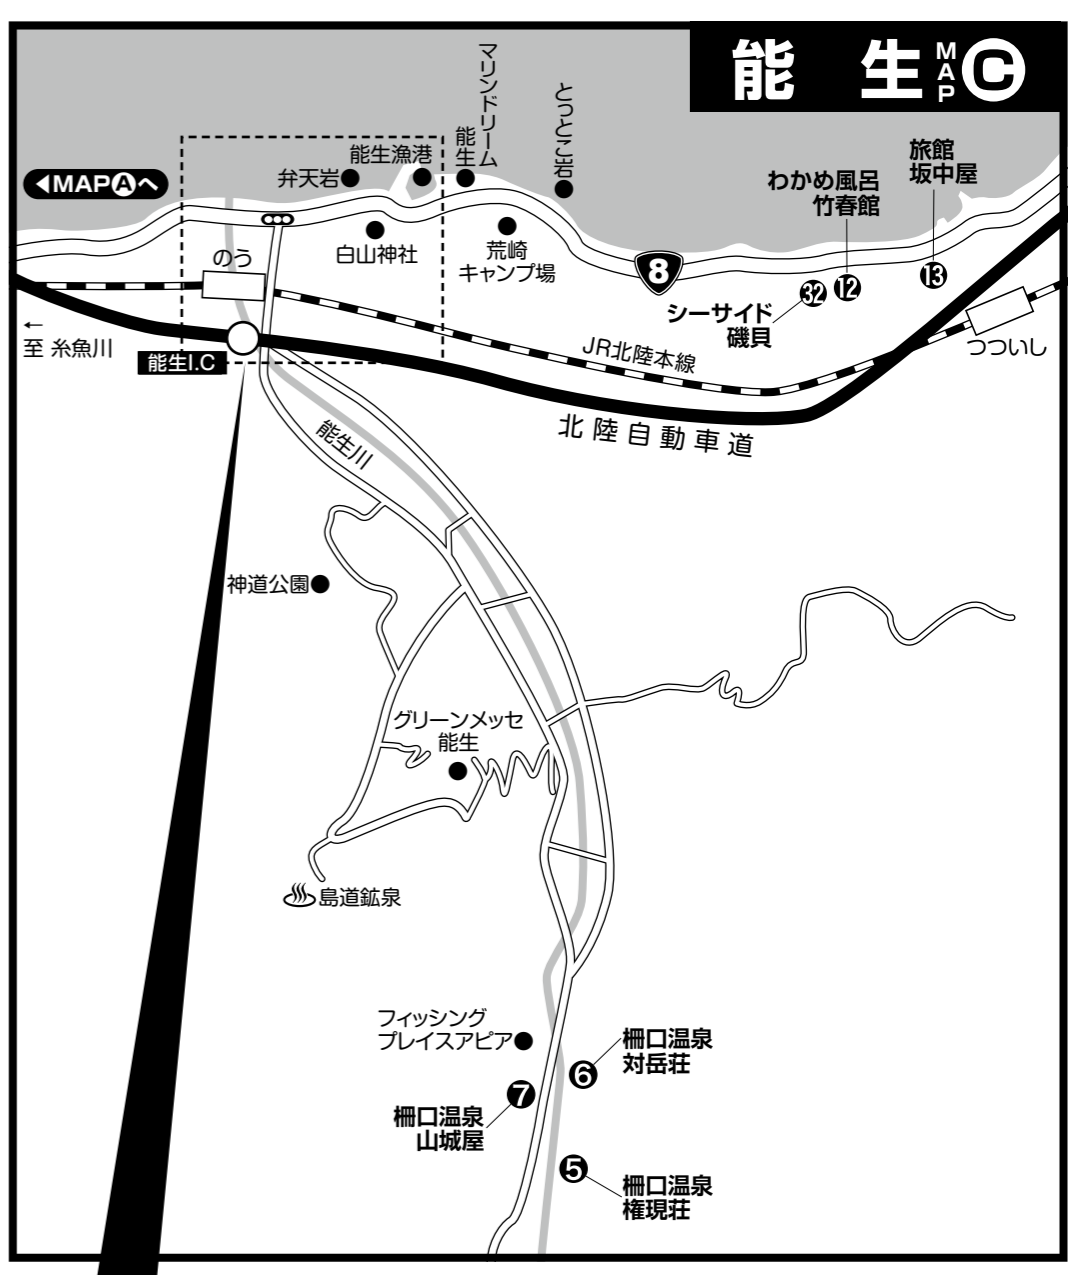 能 生 MAP C
◀MAPAへ
マリンドリーム
能生
とっとこ岩
能生漁港
弁天岩
白山神社
荒崎
キャンプ場
8
わかめ風呂
竹春館
旅館
坂中屋
32
12
13
シーサイド
磯貝
のう
←
至 糸魚川
能生I.C
JR北陸本線
つついし
北陸自動車道
能生川
神道公園
グリーンメッセ
能生
島道鉱泉
フィッシング
プレイスアピア
柵口温泉
対岳荘
6
7
柵口温泉
山城屋
5
柵口温泉
権現荘